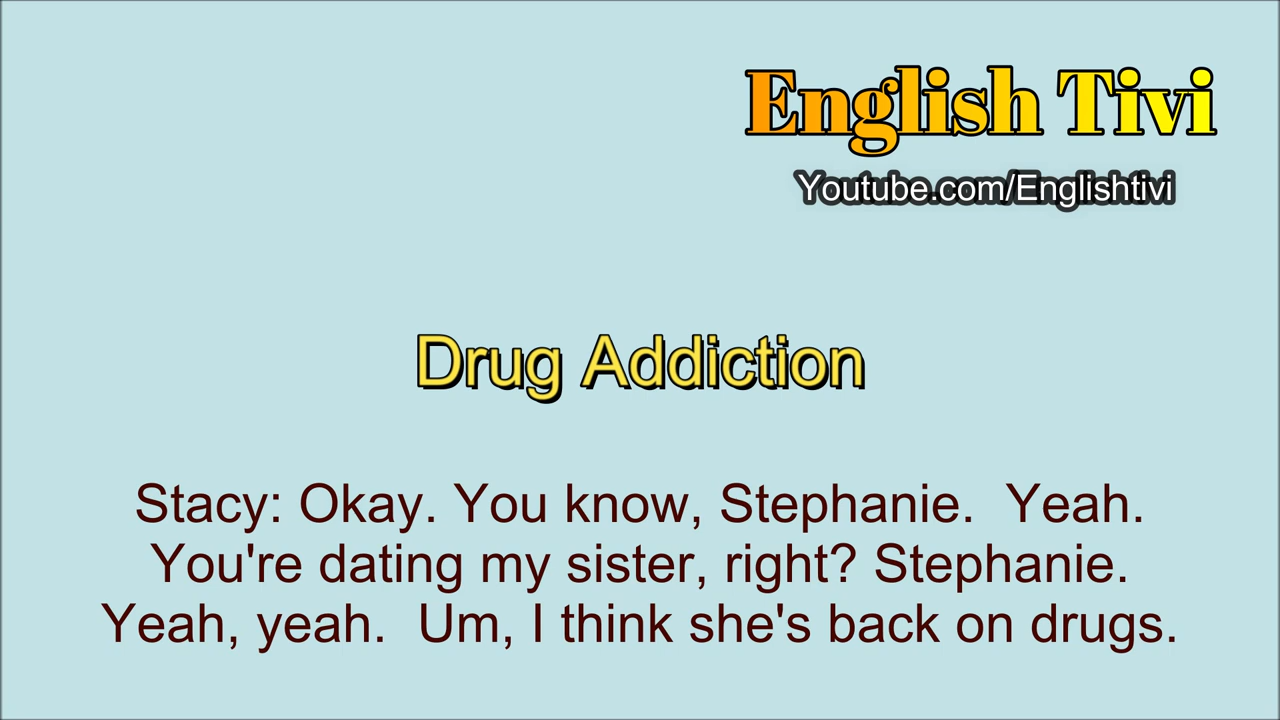 English Tivi
Youtube.com/Englishtivi
Drug Addiction
Stacy: Okay. You know, Stephanie.  Yeah.
You're dating my sister, right? Stephanie.
Yeah, yeah.  Um, I think she's back on drugs.